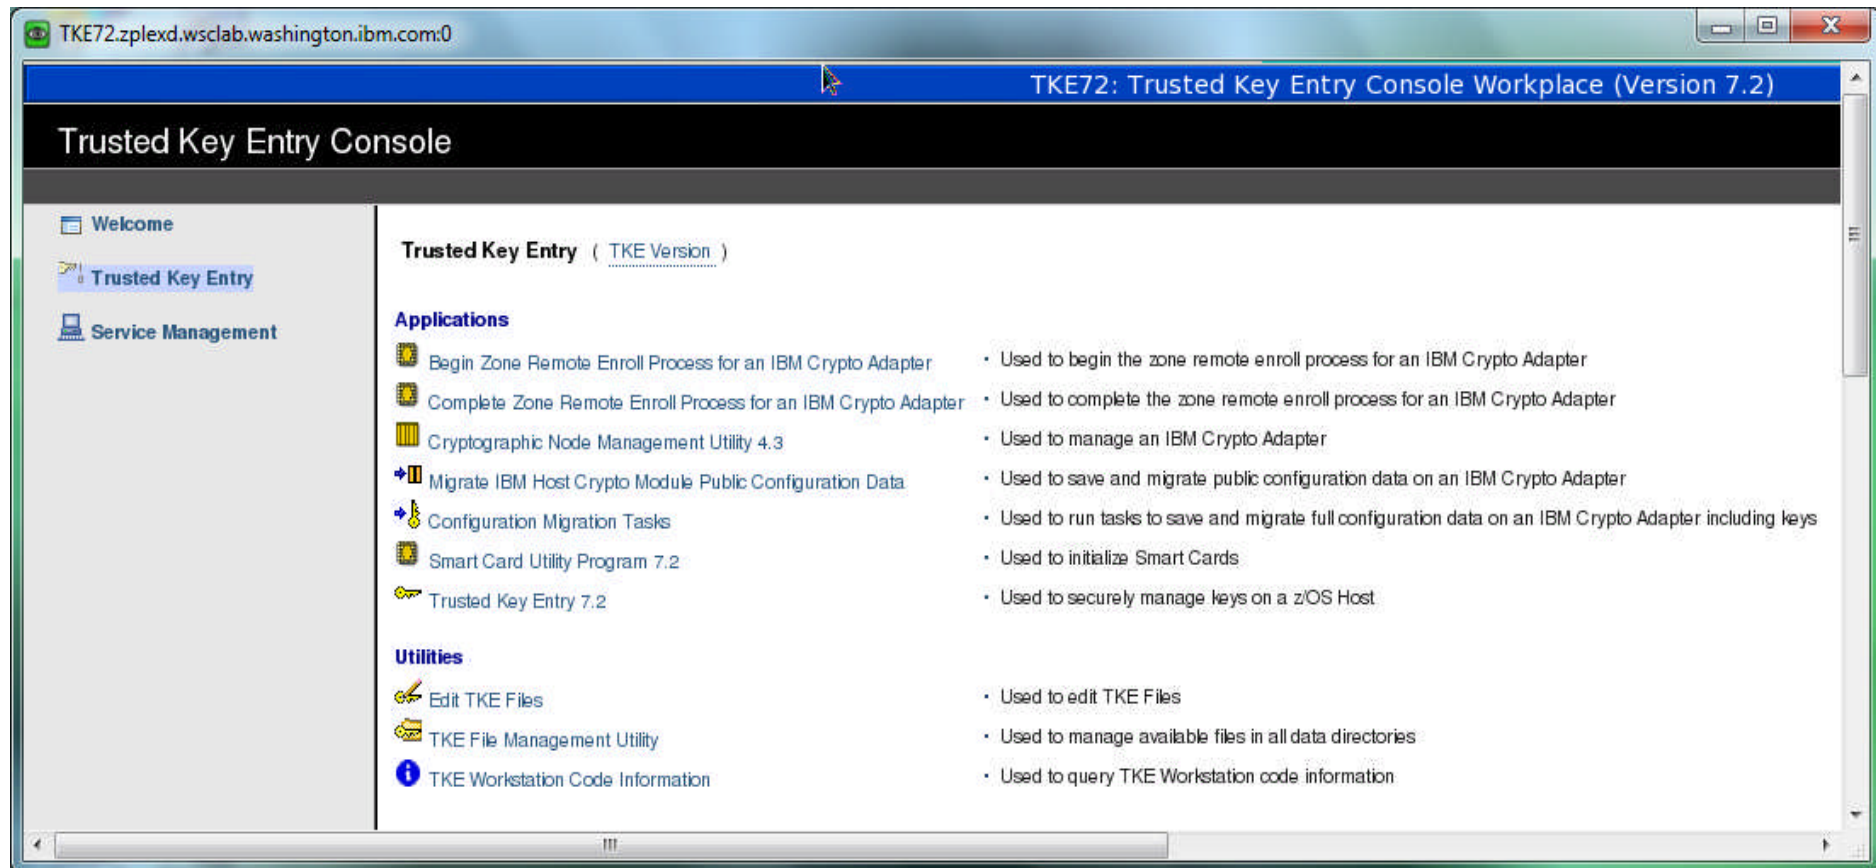 TKE72.zplexd.wsclab.washington.ibm.com:0
TKE72: Trusted Key Entry Console Workplace (Version 7.2)
Trusted Key Entry Console
Welcome
Trusted Key Entry
Service Management
Trusted Key Entry ( TKE Version )
Applications
Begin Zone Remote Enroll Process for an IBM Crypto Adapter • Used to begin the zone remote enroll process for an IBM Crypto Adapter
Complete Zone Remote Enroll Process for an IBM Crypto Adapter • Used to complete the zone remote enroll process for an IBM Crypto Adapter
Cryptographic Node Management Utility 4.3 • Used to manage an IBM Crypto Adapter
Migrate IBM Host Crypto Module Public Configuration Data • Used to save and migrate public configuration data on an IBM Crypto Adapter
Configuration Migration Tasks • Used to run tasks to save and migrate full configuration data on an IBM Crypto Adapter including keys
Smart Card Utility Program 7.2 • Used to initialize Smart Cards
Trusted Key Entry 7.2 • Used to securely manage keys on a z/OS Host
Utilities
Edit TKE Files • Used to edit TKE Files
TKE File Management Utility • Used to manage available files in all data directories
TKE Workstation Code Information • Used to query TKE Workstation code information